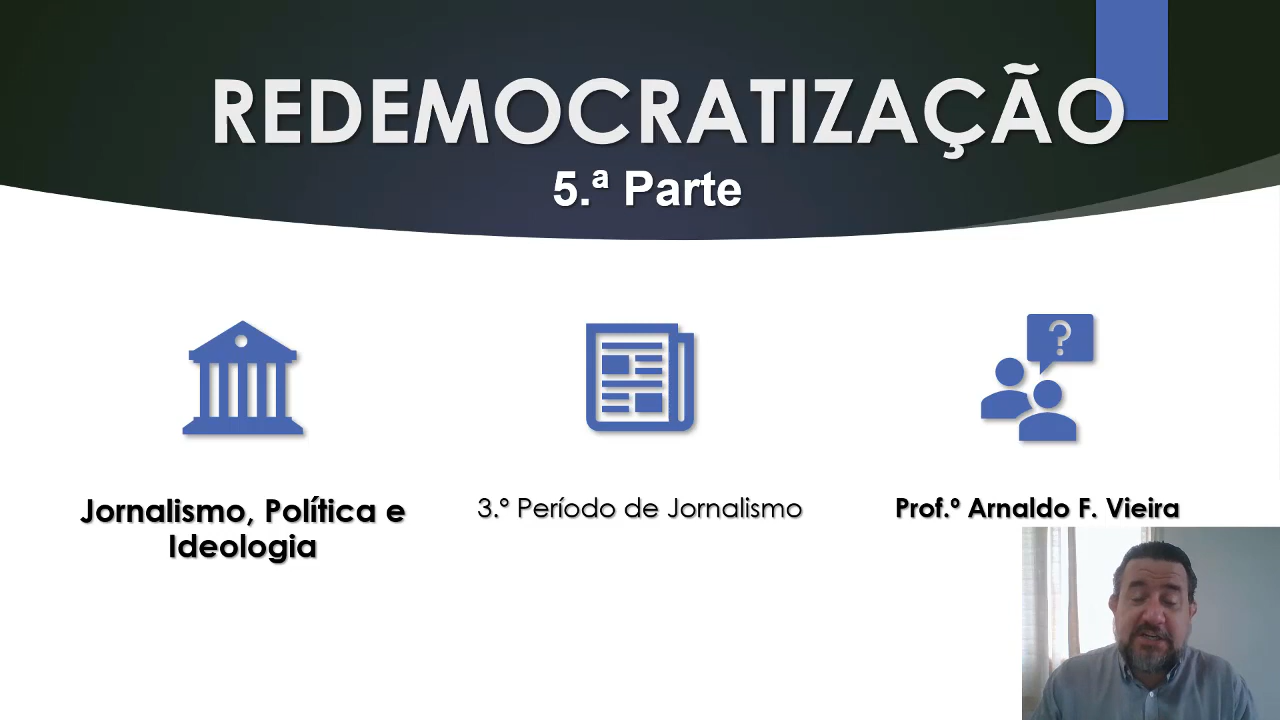 REDEMOCRATIZAÇÃO
5.ª Parte
?
Jornalismo, Política e
Ideologia
3.º Período de Jornalismo
Prof.º Arnaldo F. Vieira